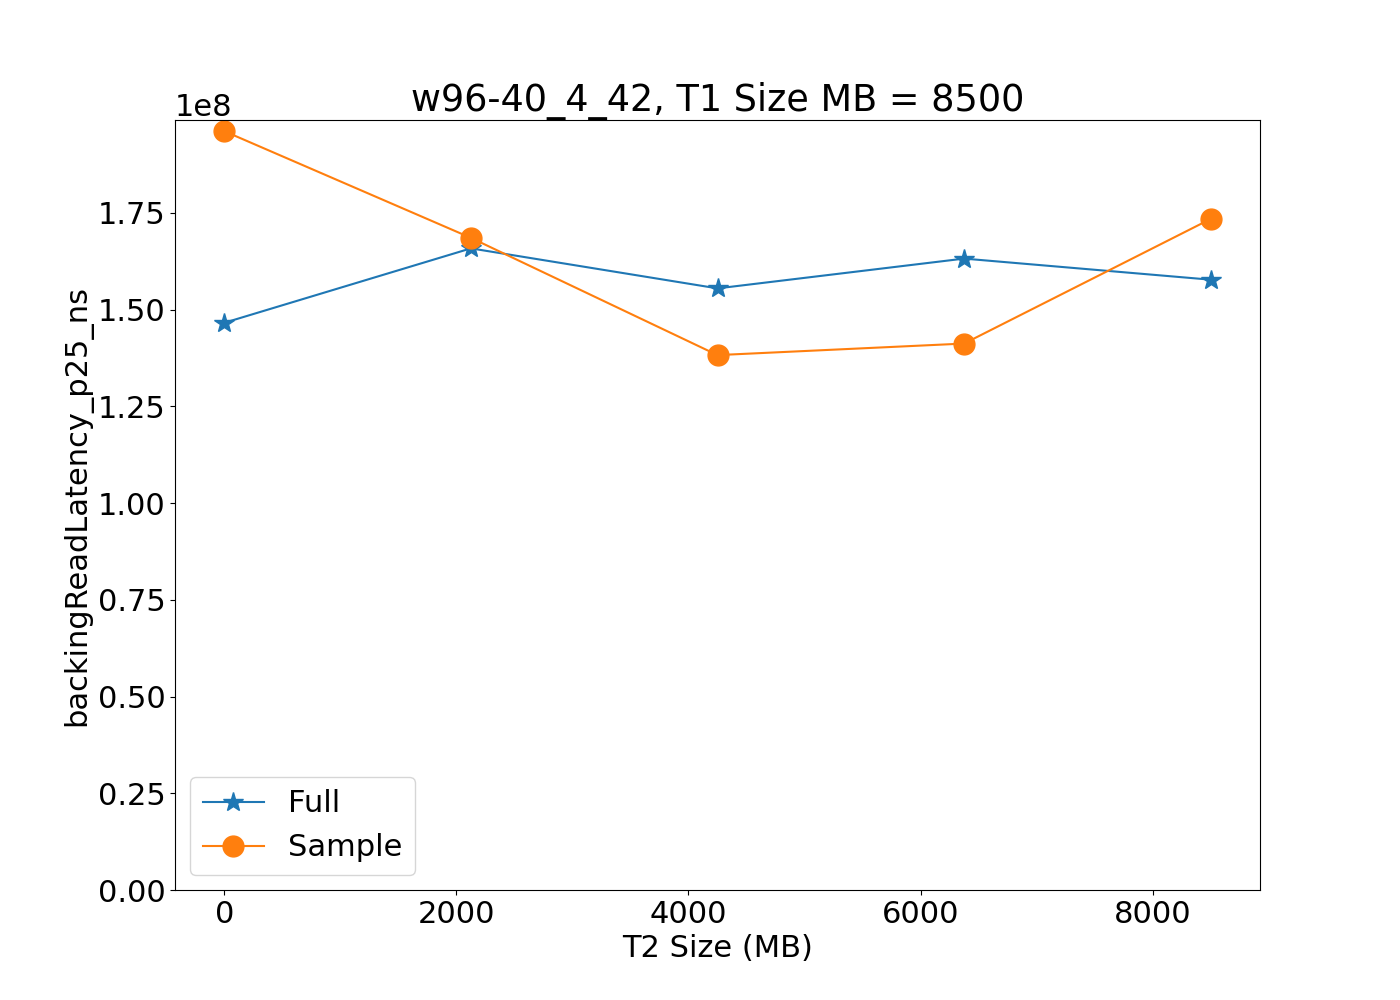 w96-40_4_42, T1 Size MB = 8500
1e8
1.75
1.50
1.25
1.00
0.75
0.50
0.25
0.00
backingReadLatency_p25_ns
Full
Sample
0 2000 4000 6000 8000
T2 Size (MB)